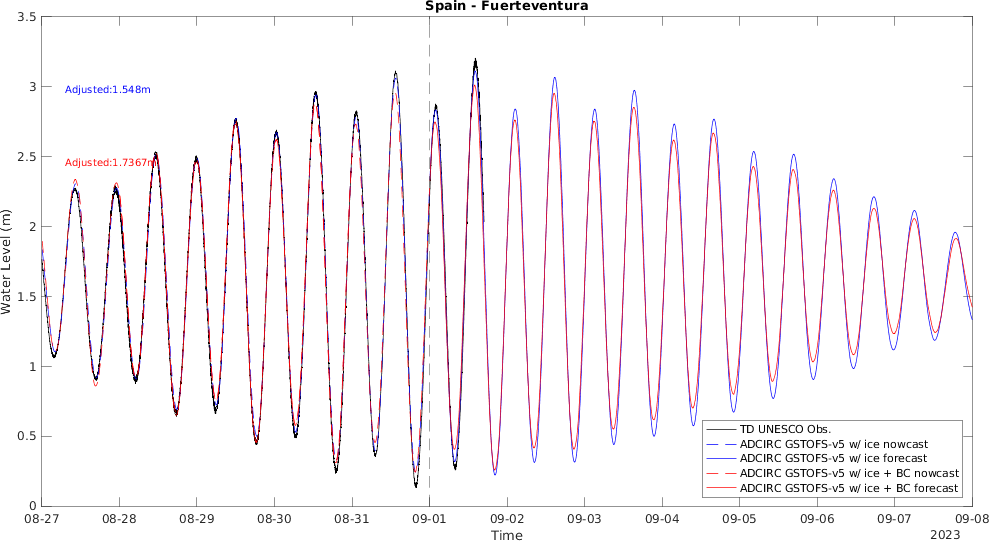 Spain - Fuerteventura
3.5
3
2.5
2
1.5
1
0.5
0
Water Level (m)
Adjusted:1.548m
Adjusted:1.7367m
TD UNESCO Obs.
ADCIRC GSTOFS-v5 w/ ice nowcast
ADCIRC GSTOFS-v5 w/ ice forecast
ADCIRC GSTOFS-v5 w/ ice + BC nowcast
ADCIRC GSTOFS-v5 w/ ice + BC forecast
08-27 08-28 08-29 08-30 08-31 09-01 09-02 09-03 09-04 09-05 09-06 09-07 09-08
Time
2023